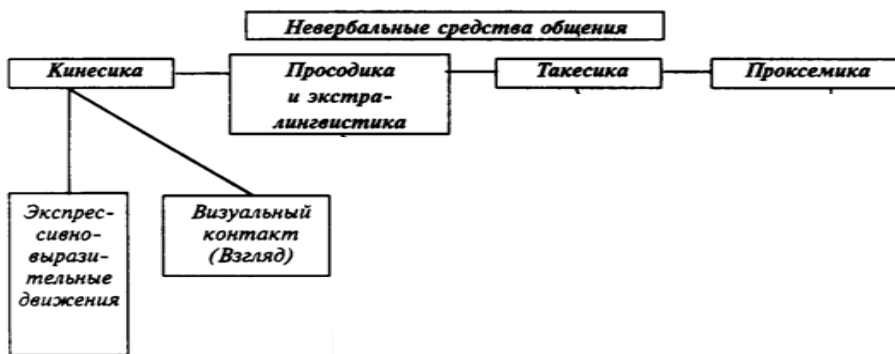 Невербальные средства общения
Кинесика
Просодика
и экстра-
лингвистика
Такесика
Проксемика
Экспрес-
сивно-
вырази-
тельные
движения
Визуальный
контакт
(Взгляд)